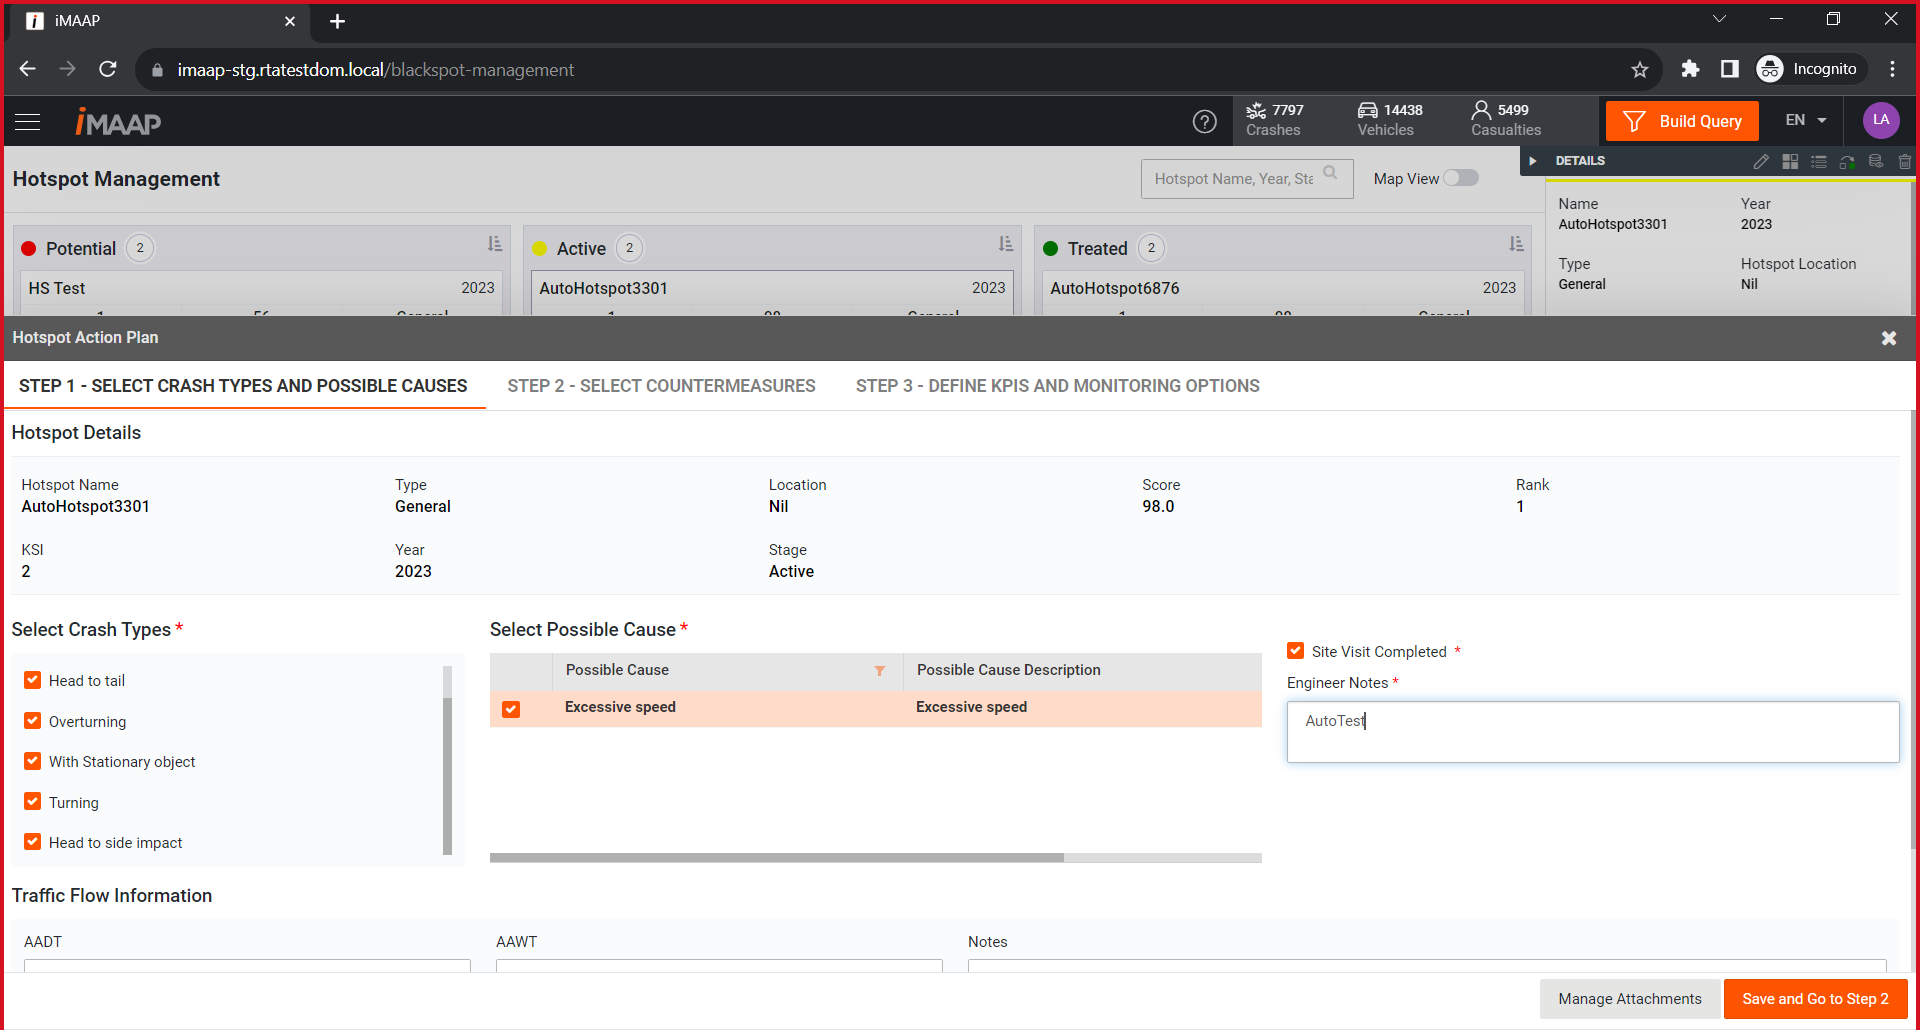 iMAAP
imaap-stg.rtatestdom.local/blackspot-management
Incognito
iMAAP
7797
Crashes
14438
Vehicles
5499
Casualties
Build Query
EN
LA
Hotspot Management
Hotspot Name, Year, Sta
Map View
DETAILS
Name
AutoHotspot3301
Year
2023
Type
General
Hotspot Location
Nil
Potential 2
HS Test 2023
Active 2
AutoHotspot3301 2023
Treated 2
AutoHotspot6876 2023
Hotspot Action Plan
STEP 1 - SELECT CRASH TYPES AND POSSIBLE CAUSES
STEP 2 - SELECT COUNTERMEASURES
STEP 3 - DEFINE KPIS AND MONITORING OPTIONS
Hotspot Details
Hotspot Name
AutoHotspot3301
Type
General
Location
Nil
Score
98.0
Rank
1
KSI
2
Year
2023
Stage
Active
Select Crash Types *
Head to tail
Overturning
With Stationary object
Turning
Head to side impact
Select Possible Cause *
Possible Cause
Possible Cause Description
Excessive speed
Excessive speed
Site Visit Completed *
Engineer Notes *
AutoTest
Traffic Flow Information
AADT
AAWT
Notes
Manage Attachments
Save and Go to Step 2